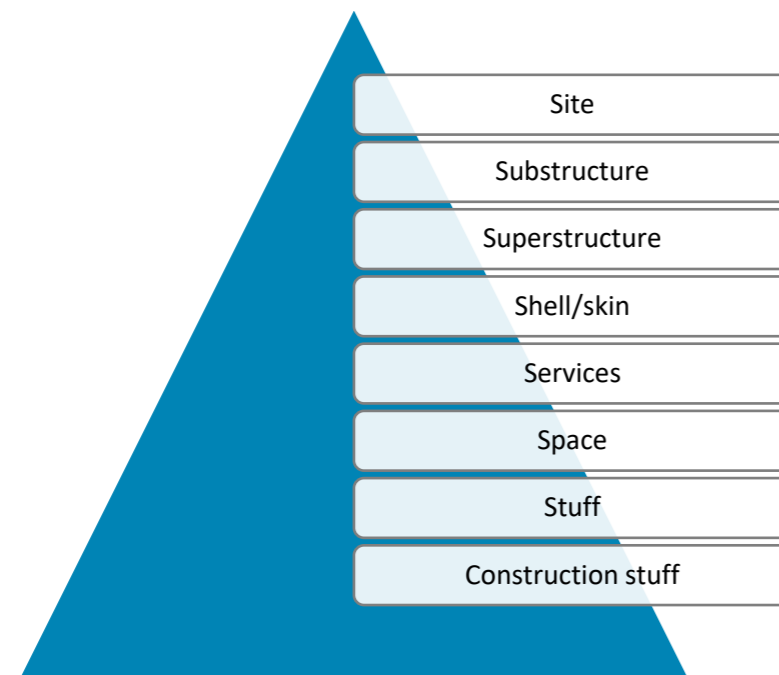 Site
Substructure
Superstructure
Shell/skin
Services
Space
Stuff
Construction stuff